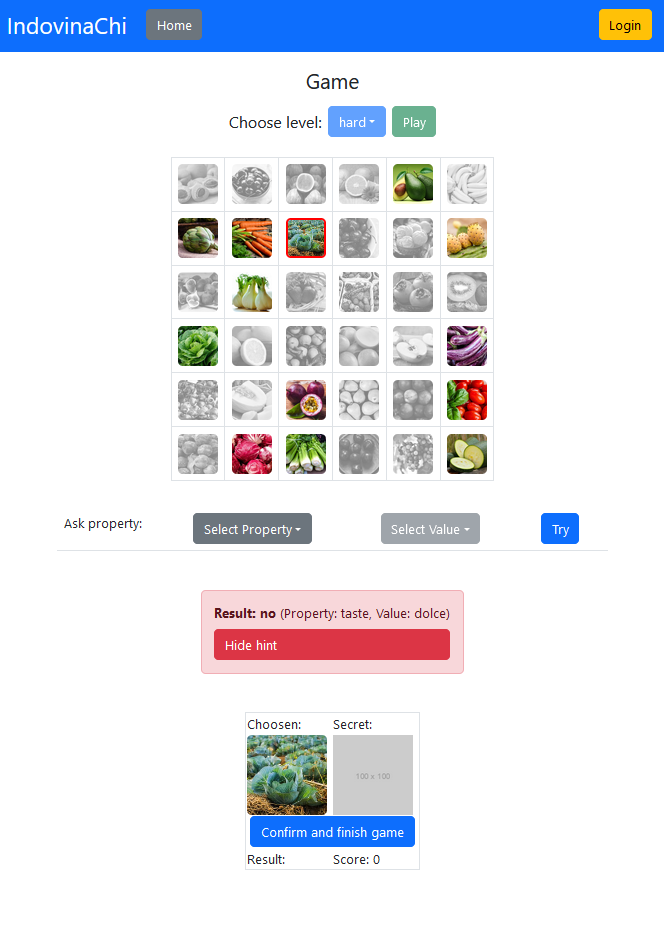 IndovinaChi Home Login
Game
Choose level: hard Play
Ask property: Select Property Select Value Try
Result: no (Property: taste, Value: dolce)
Hide hint
Choosen: Secret:
100 x 100
Confirm and finish game
Result: Score: 0